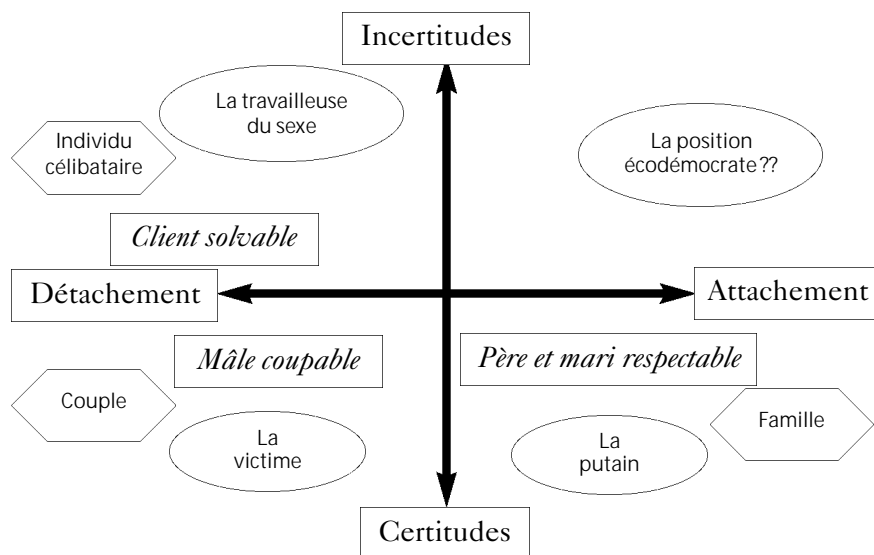 Incertitudes
La travailleuse
du sexe
Individu
célibataire
La position
écodémocrate??
Client solvable
Détachement
Attachement
Mâle coupable
Père et mari respectable
Couple
Famille
La
victime
La
putain
Certitudes